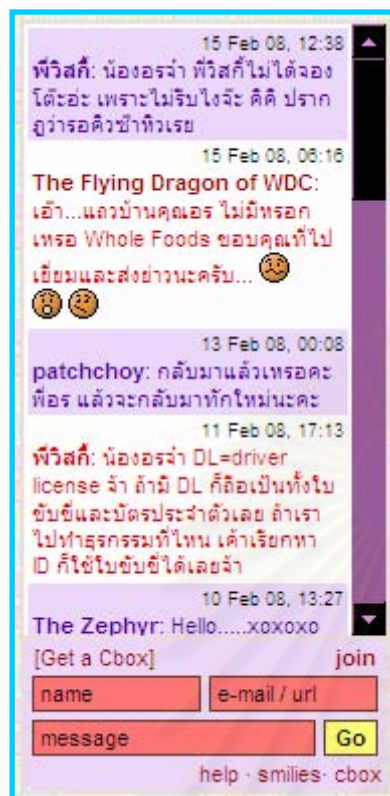 15 Feb 08, 12:38
พี่วิสกี้: น้องอรจ๋า พี่วิสกี้ไม่ได้จอง
โต๊ะอ่ะ เพราะไม่รีบไงจ๊ะ คิคิ ปราก
ฏว่ารอคิวซ๊าหิวเรย
15 Feb 08, 06:16
The Flying Dragon of WDC:
เอ๊า...แถวบ้านคุณอร ไม่มีหรอก
เหรอ Whole Foods ขอบคุณที่ไป
เยี่ยมและส่งข่าวนะครับ...
13 Feb 08, 00:08
patchchoy: กลับมาแล้วเหรอคะ
พี่อร แล้วจะกลับมาทักใหม่นะคะ
11 Feb 08, 17:13
พี่วิสกี้: น้องอรจ๋า DL=driver
license จ้า ถ้ามี DL ก็ถือเป็นทั้งใบ
ขับขี่และบัตรประจำตัวเลย ถ้าเรา
ไปทำธุรกรรมที่ไหน เค้าเรียกหา
ID ก็ใช้ใบขับขี่ได้เลยจ้า
10 Feb 08, 13:27
The Zephyr: Hello.....xoxoxo
[Get a Cbox] join
name e-mail / url
message Go
help · smilies · cbox